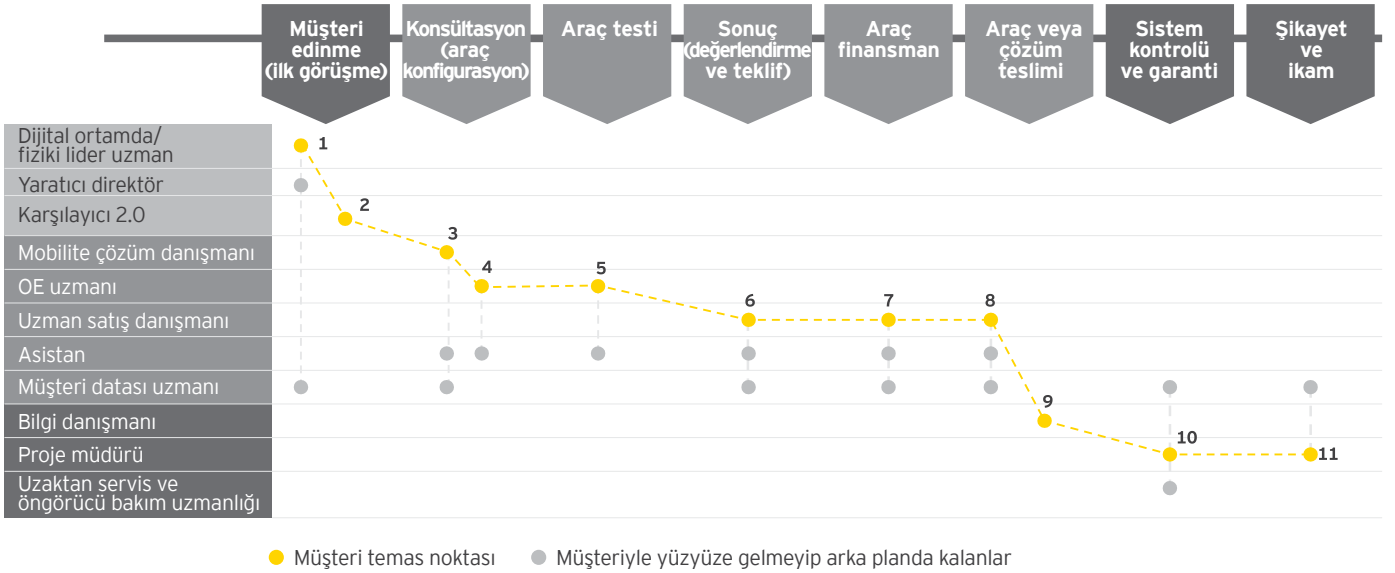 Müşteri
edinme
(ilk görüşme)
Konsültasyon
(araç
konfigurasyon)
Araç testi
Sonuç
(değerlendirme
ve teklif)
Araç
finansman
Araç veya
çözüm
teslimi
Sistem
kontrolü
ve garanti
Şikayet
ve
ikam
Dijital ortamda/
fiziki lider uzman
1
Yaratıcı direktör
Karşılayıcı 2.0
2
Mobilite çözüm danışmanı
3
OE uzmanı
4
5
Uzman satış danışmanı
6
7
8
Asistan
Müşteri datası uzmanı
Bilgi danışmanı
9
Proje müdürü
10
11
Uzaktan servis ve
öngörücü bakım uzmanlığı
Müşteri temas noktası
Müşteriyle yüzyüze gelmeyip arka planda kalanlar